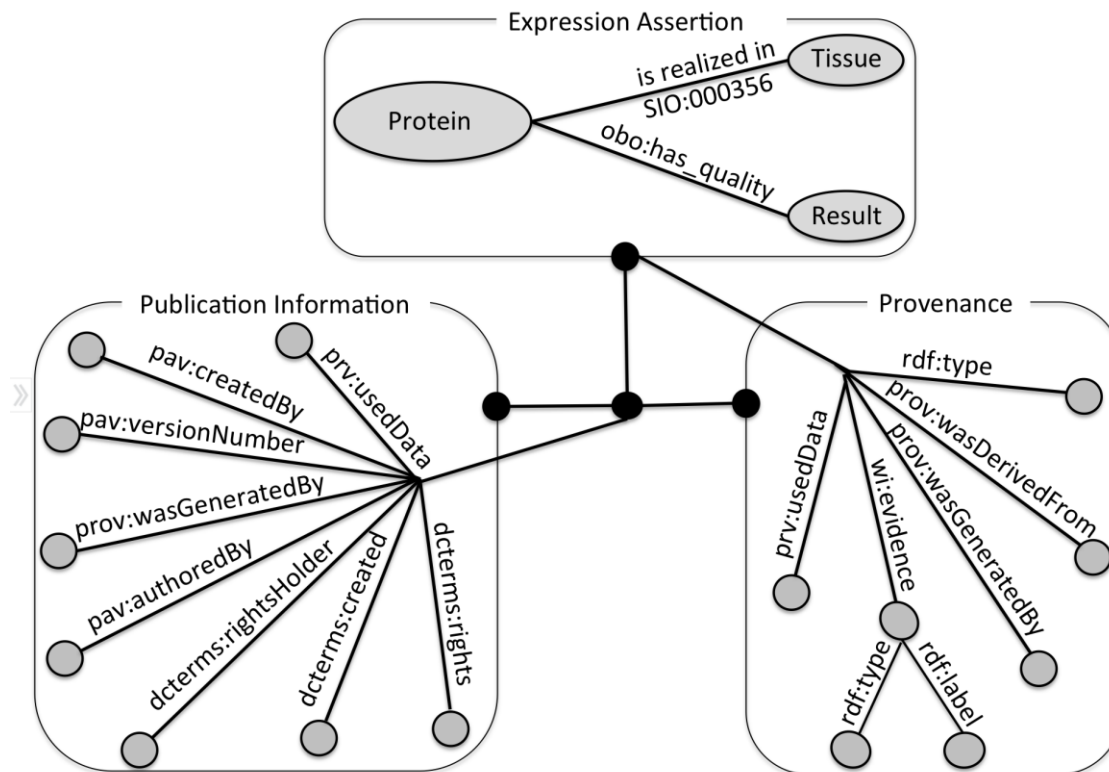 Expression Assertion
Protein
is realized in
SIO:000356
Tissue
obo:has_quality
Result
Publication Information
pav:createdBy
prv:usedData
pav:versionNumber
prov:wasGeneratedBy
pav:authoredBy
dcterms:rightsHolder
dcterms:created
dcterms:rights
Provenance
rdf:type
prov:wasDerivedFrom
prov:wasGeneratedBy
wi:evidence
prv:usedData
rdf:type
rdf:label